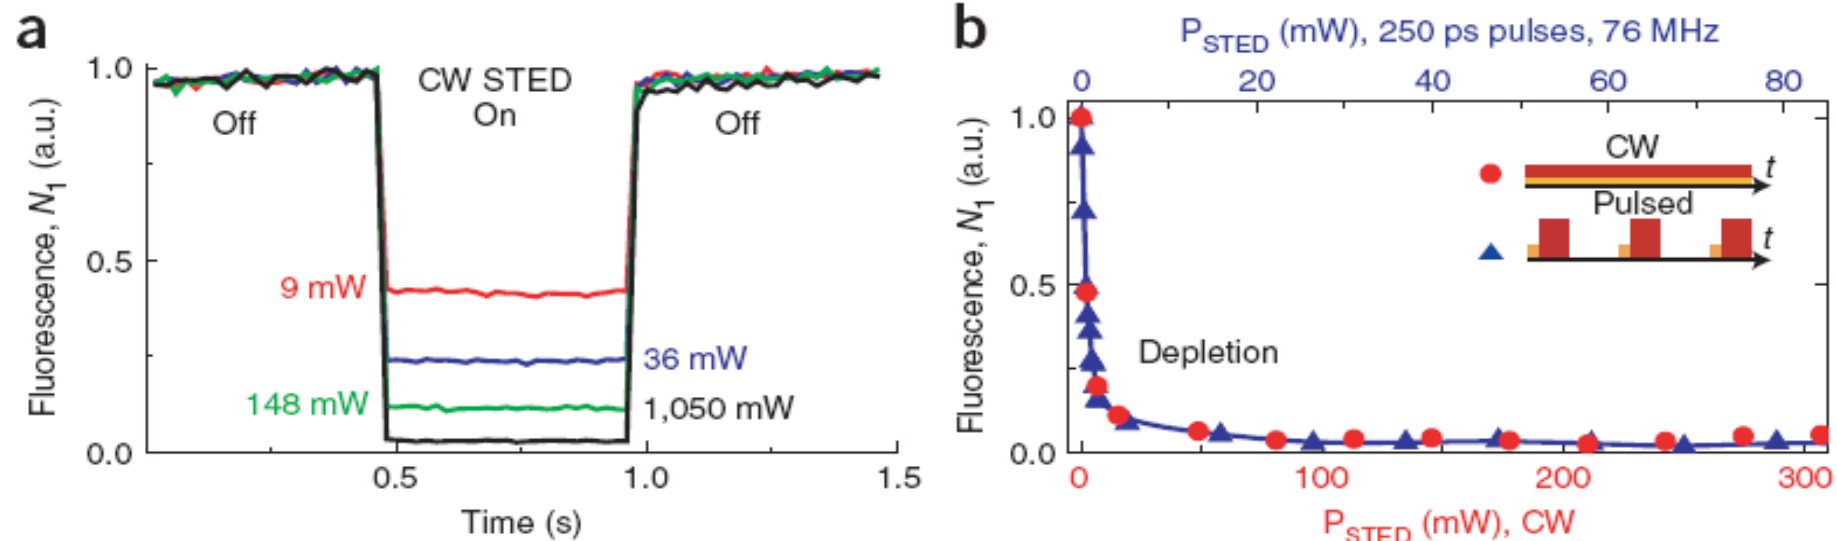 a
1.0
0.5
0.0
Fluorescence, N1 (a.u.)
Off
CW STED
On
Off
9 mW
36 mW
148 mW
1,050 mW
0.5
1.0
1.5
Time (s)
b
PSTED (mW), 250 ps pulses, 76 MHz
0
20
40
60
80
1.0
0.5
0.0
Fluorescence, N1 (a.u.)
CW
t
Pulsed
t
Depletion
0
100
200
300
PSTED (mW), CW